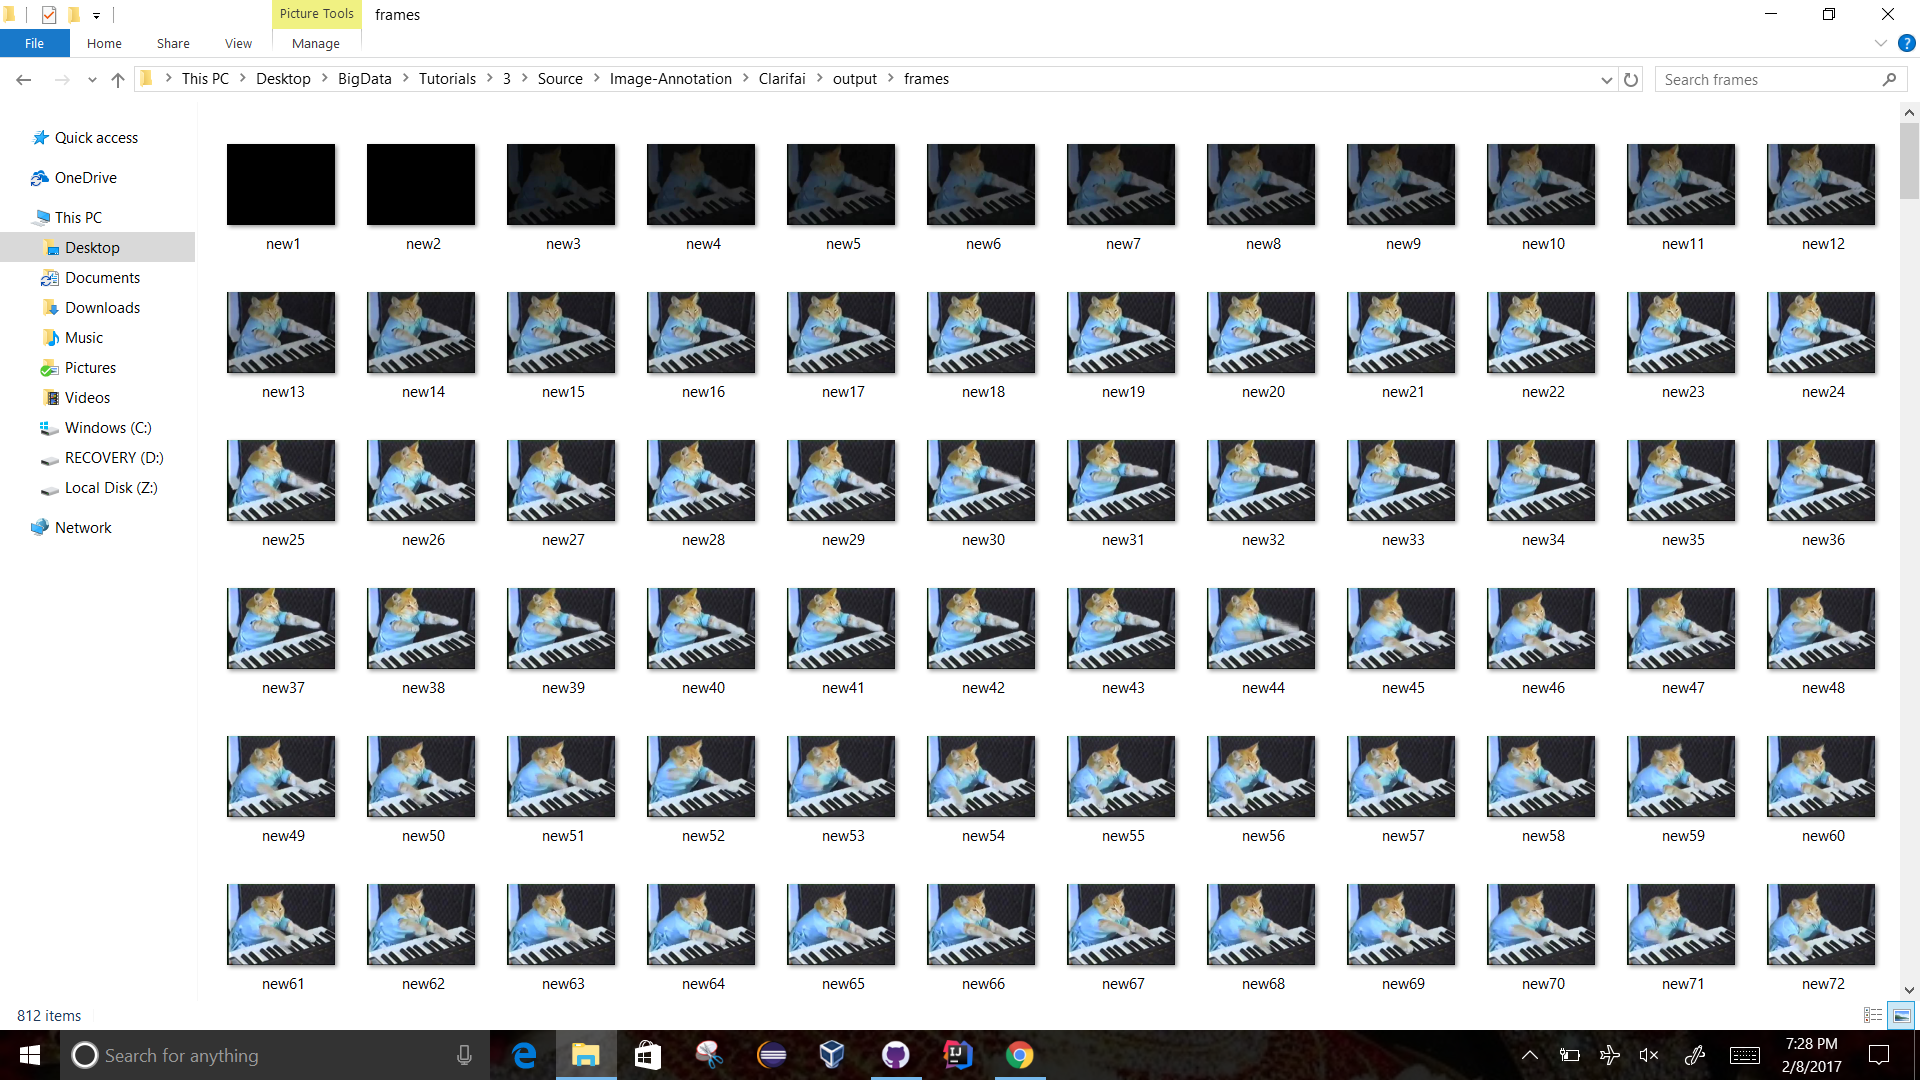 Picture Tools frames
File Home Share View Manage
This PC Desktop BigData Tutorials 3 Source Image-Annotation Clarifai output frames Search frames
Quick access
OneDrive
This PC
Desktop
Documents
Downloads
Music
Pictures
Videos
Windows (C:)
RECOVERY (D:)
Local Disk (Z:)
Network
new1 new2 new3 new4 new5 new6 new7 new8 new9 new10 new11 new12
new13 new14 new15 new16 new17 new18 new19 new20 new21 new22 new23 new24
new25 new26 new27 new28 new29 new30 new31 new32 new33 new34 new35 new36
new37 new38 new39 new40 new41 new42 new43 new44 new45 new46 new47 new48
new49 new50 new51 new52 new53 new54 new55 new56 new57 new58 new59 new60
new61 new62 new63 new64 new65 new66 new67 new68 new69 new70 new71 new72
812 items
Search for anything
7:28 PM
2/8/2017